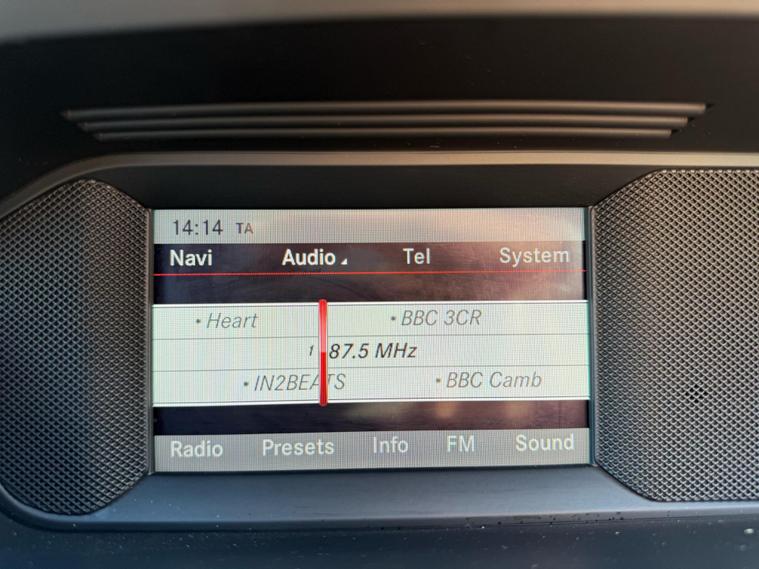 14:14 TA
Navi Audio Tel System
• Heart • BBC 3CR
1 87.5 MHz
• IN2BEATS • BBC Camb
Radio Presets Info FM Sound